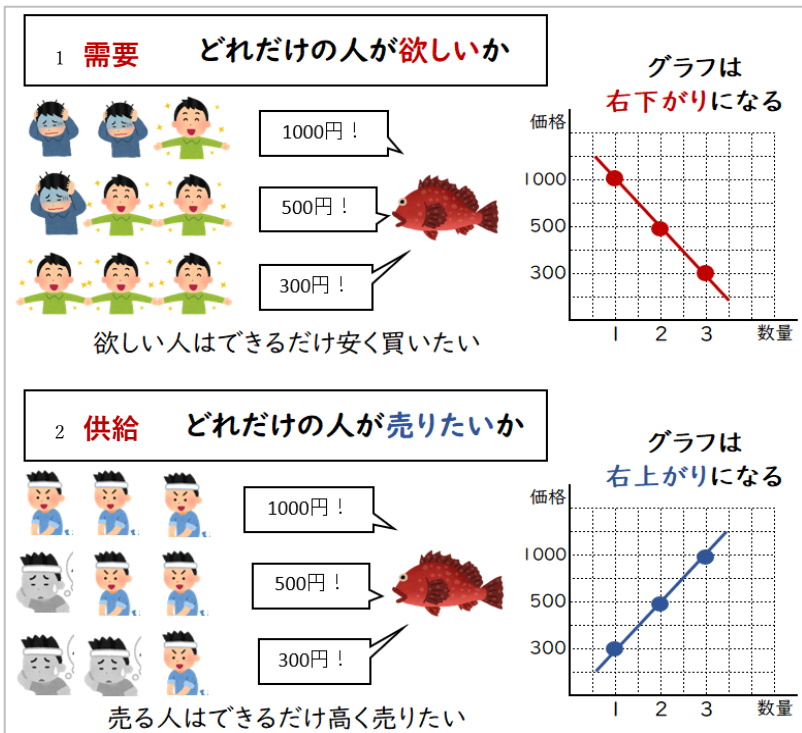 1 需要 どれだけの人が欲しいか
1000円！
500円！
300円！
欲しい人はできるだけ安く買いたい
グラフは
右下がりになる
価格
1000
500
300
1 2 3 数量
2 供給 どれだけの人が売りたいか
1000円！
500円！
300円！
売る人はできるだけ高く売りたい
グラフは
右上がりになる
価格
1000
500
300
1 2 3 数量